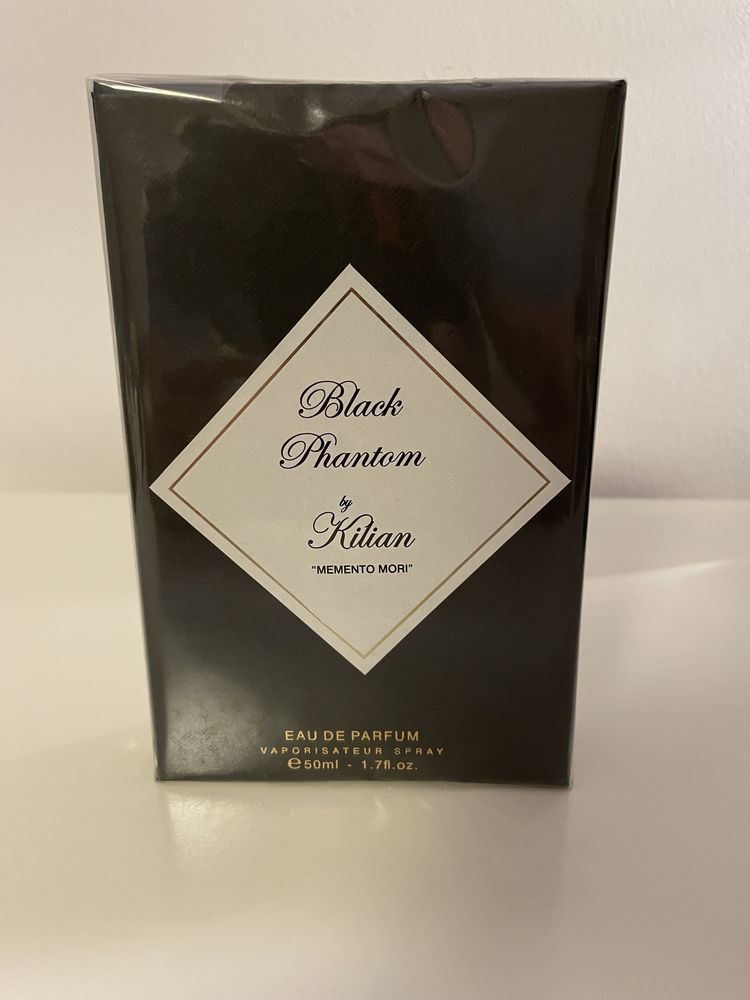 Black
Phantom
by
Kilian
"MEMENTO MORI"
EAU DE PARFUM
VAPORISATEUR SPRAY
℮50ml - 1.7fl.oz.